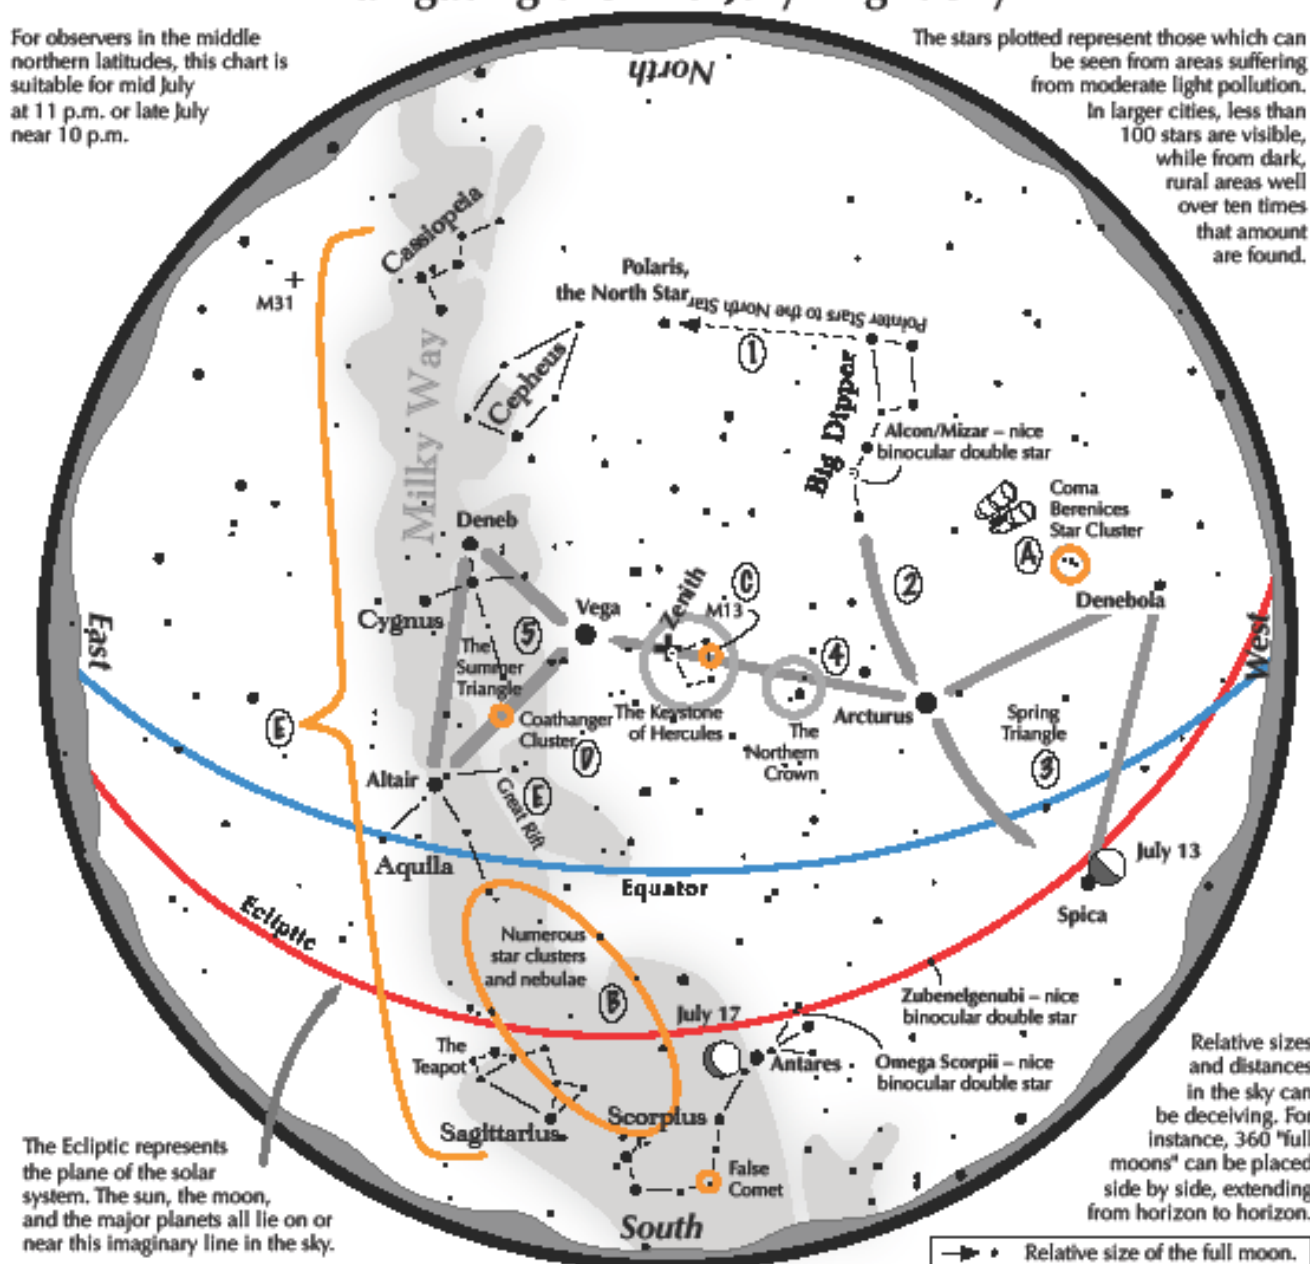 For observers in the middle
northern latitudes, this chart is
suitable for mid July
at 11 p.m. or late July
near 10 p.m.
The stars plotted represent those which can
be seen from areas suffering
from moderate light pollution.
In larger cities, less than
100 stars are visible,
while from dark,
rural areas well
over ten times
that amount
are found.
North
Cassiopeia
M31
Polaris,
the North Star
Pointer Stars to the North Star
1
Cepheus
Milky Way
Big Dipper
Alcon/Mizar – nice
binocular double star
Coma
Berenices
Star Cluster
A
Deneb
2
Denebola
East
Cygnus
The
Summer
Triangle
5
Vega
Zenith
C
M13
4
West
E
Coathanger
Cluster
D
The Keystone
of Hercules
The
Northern
Crown
Arcturus
Spring
Triangle
3
Altair
E
Great Rift
Aquila
Equator
July 13
Spica
Ecliptic
Numerous
star clusters
and nebulae
B
July 17
Zubenelgenubi – nice
binocular double star
The
Teapot
Antares
Omega Scorpii – nice
binocular double star
Scorpius
Sagittarius
False
Comet
South
The Ecliptic represents
the plane of the solar
system. The sun, the moon,
and the major planets all lie on or
near this imaginary line in the sky.
Relative sizes
and distances
in the sky can
be deceiving. For
instance, 360 "full
moons" can be placed
side by side, extending
from horizon to horizon.
Relative size of the full moon.